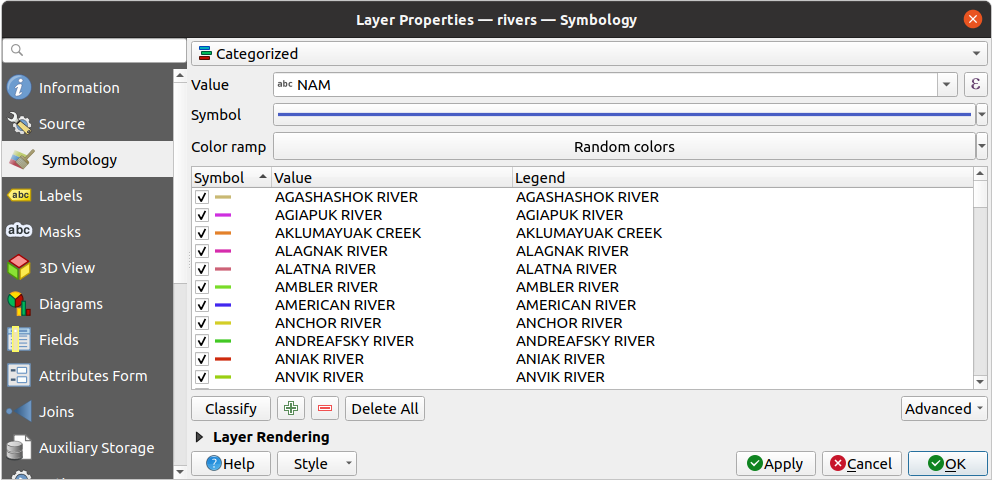 Layer Properties — rivers — Symbology
Categorized
Information
Value abc NAM ε
Source
Symbol
Symbology
Color ramp Random colors
Symbol Value Legend
abc Labels
AGASHASHOK RIVER AGASHASHOK RIVER
AGIAPUK RIVER AGIAPUK RIVER
abc Masks
AKLUMAYUAK CREEK AKLUMAYUAK CREEK
ALAGNAK RIVER ALAGNAK RIVER
3D View
ALATNA RIVER ALATNA RIVER
AMBLER RIVER AMBLER RIVER
Diagrams
AMERICAN RIVER AMERICAN RIVER
ANCHOR RIVER ANCHOR RIVER
Fields
ANDREAFSKY RIVER ANDREAFSKY RIVER
ANIAK RIVER ANIAK RIVER
Attributes Form
ANVIK RIVER ANVIK RIVER
Joins
Classify Delete All Advanced
Layer Rendering
Auxiliary Storage
Help Style Apply Cancel OK